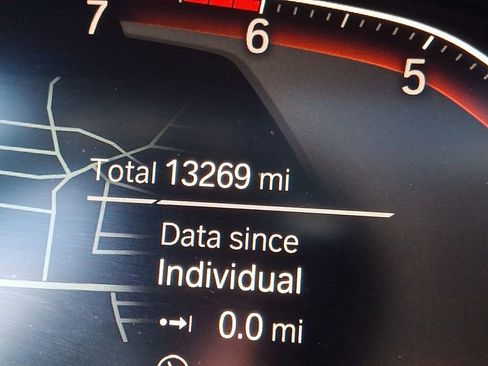 7
6
5
Total 13269 mi
Data since
Individual
0.0 mi